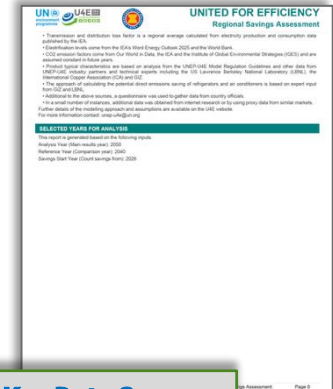 UN environment programme
U4E
ASEAN
UNITED FOR EFFICIENCY
Regional Savings Assessment
• Transmission and distribution loss factor is a regional average calculated from electricity production and consumption data
published by the IEA.
• Electrification levels come from the IEA's Word Energy Outlook 2025 and the World Bank.
• CO2 emission factors come from Our World in Data, the IEA and the Institute of Global Environmental Strategies (IGES) and are
assumed constant in future years.
• Product typical characteristics are based on analysis from the UNEP-U4E Model Regulation Guidelines and other data from
UNEP-U4E industry partners and technical experts including the US Lawrence Berkeley National Laboratory (LBNL), the
International Copper Association (ICA) and GIZ.
• The approach of calculating the potential direct emissions saving of refrigerators and air conditioners is based on expert input
from GIZ and LBNL.
• Additional to the above sources, a questionnaire was used to gather data from country officials.
• In a small number of instances, additional data was obtained from internet research or by using proxy data from similar markets.
Further details of the modelling approach and assumptions are available on the U4E website.
For more information contact: unep-u4e@un.org
SELECTED YEARS FOR ANALYSIS
This report is generated based on the following inputs:
Analysis Year (Main results year): 2050
Reference Year (Comparison year): 2040
Savings Start Year (Count savings from): 2026
ngs Assessment Page 9